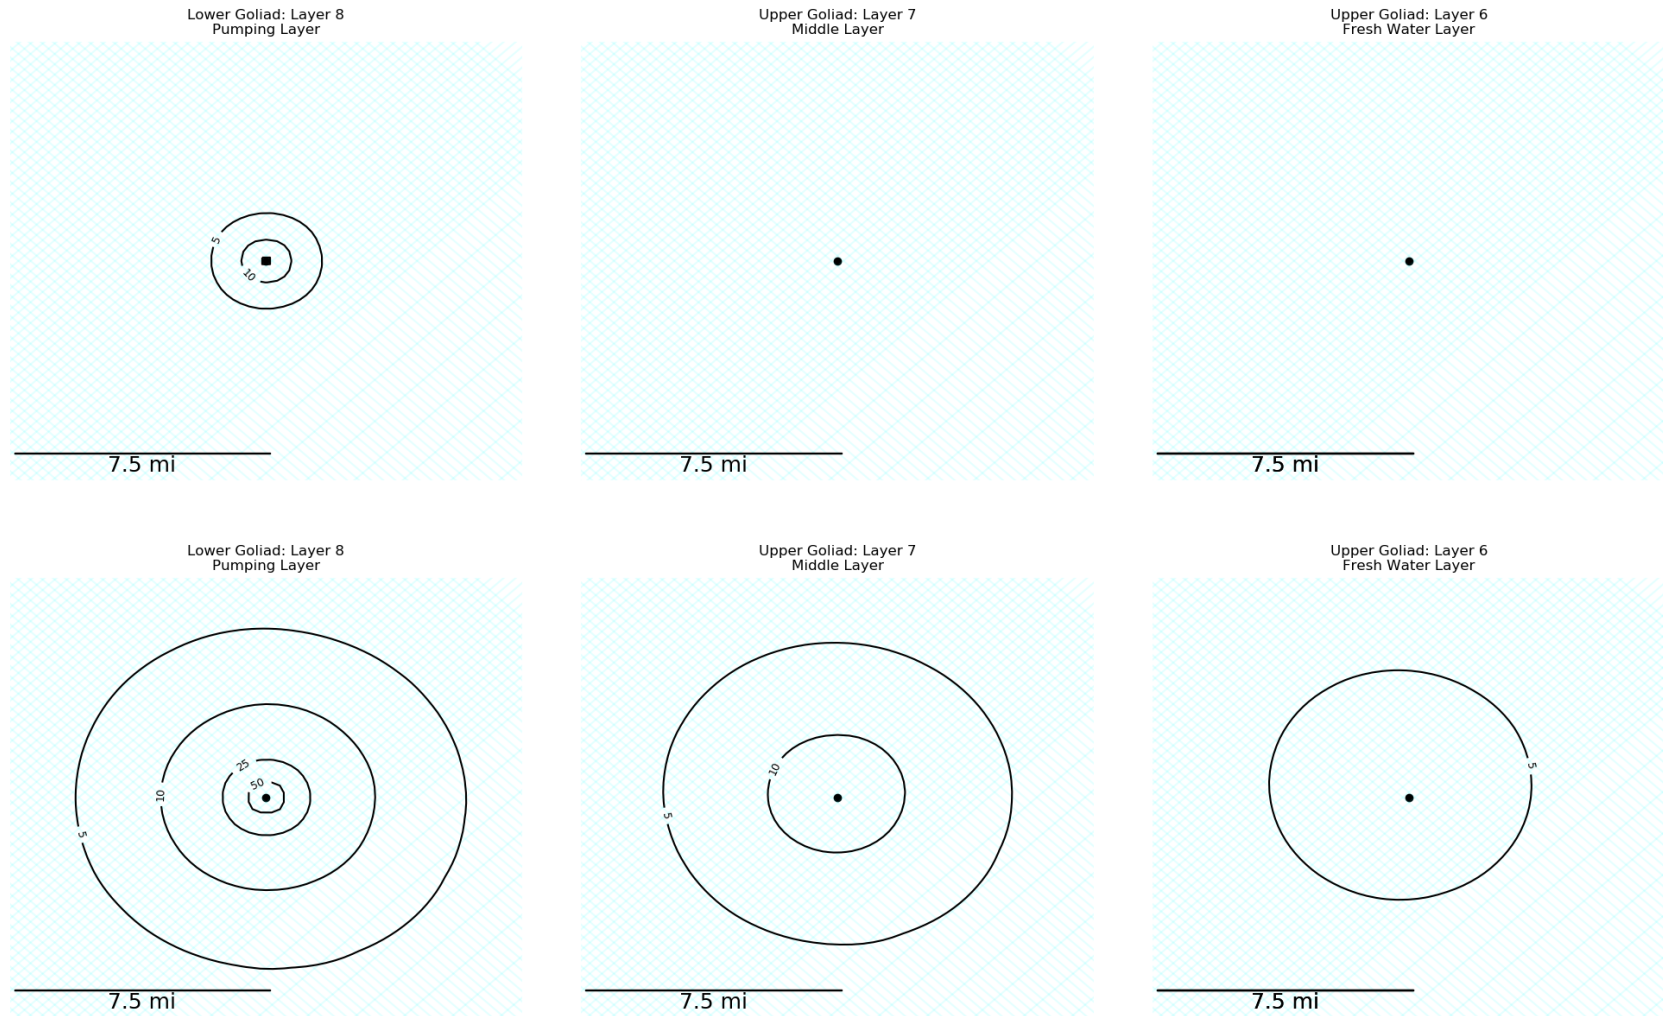 Lower Goliad: Layer 8
Pumping Layer
Upper Goliad: Layer 7
Middle Layer
Upper Goliad: Layer 6
Fresh Water Layer
5
10
7.5 mi
7.5 mi
7.5 mi
Lower Goliad: Layer 8
Pumping Layer
Upper Goliad: Layer 7
Middle Layer
Upper Goliad: Layer 6
Fresh Water Layer
25
50
10
5
10
5
5
7.5 mi
7.5 mi
7.5 mi